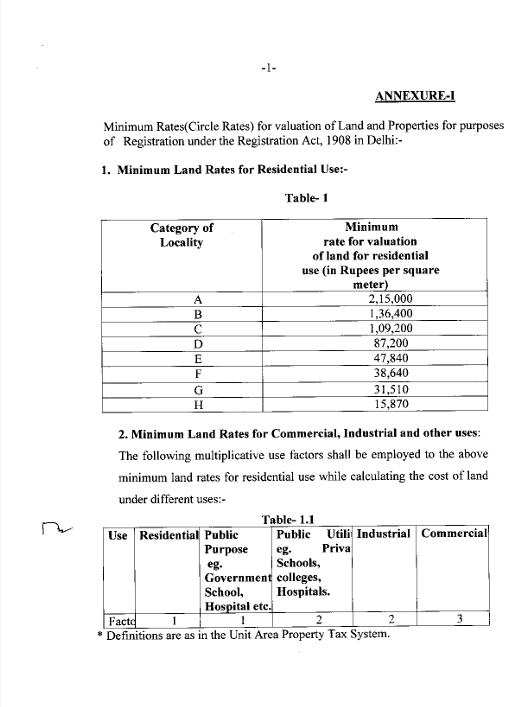 -1-
ANNEXURE-I
Minimum Rates(Circle Rates) for valuation of Land and Properties for purposes
of Registration under the Registration Act, 1908 in Delhi:-
1. Minimum Land Rates for Residential Use:-
Table- 1
Category of Locality | Minimum rate for valuation of land for residential use (in Rupees per square meter)
A 2,15,000
B 1,36,400
C 1,09,200
D 87,200
E 47,840
F 38,640
G 31,510
H 15,870
2. Minimum Land Rates for Commercial, Industrial and other uses:
The following multiplicative use factors shall be employed to the above
minimum land rates for residential use while calculating the cost of land
under different uses:-
Table- 1.1
Use Residential Public Public Utili Industrial Commercial
Purpose eg. Priva
eg. Schools,
Government colleges,
School, Hospitals.
Hospital etc.
Facto 1 1 2 2 3
* Definitions are as in the Unit Area Property Tax System.